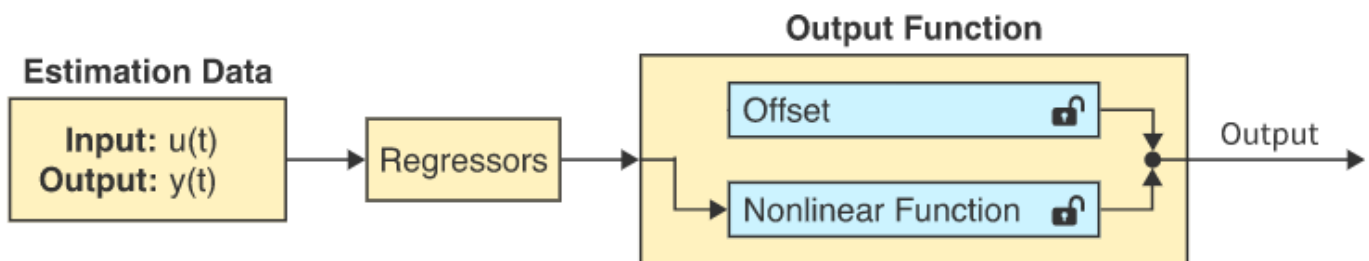 Output Function
Estimation Data
Input: u(t)
Output: y(t)
Regressors
Offset
Nonlinear Function
Output